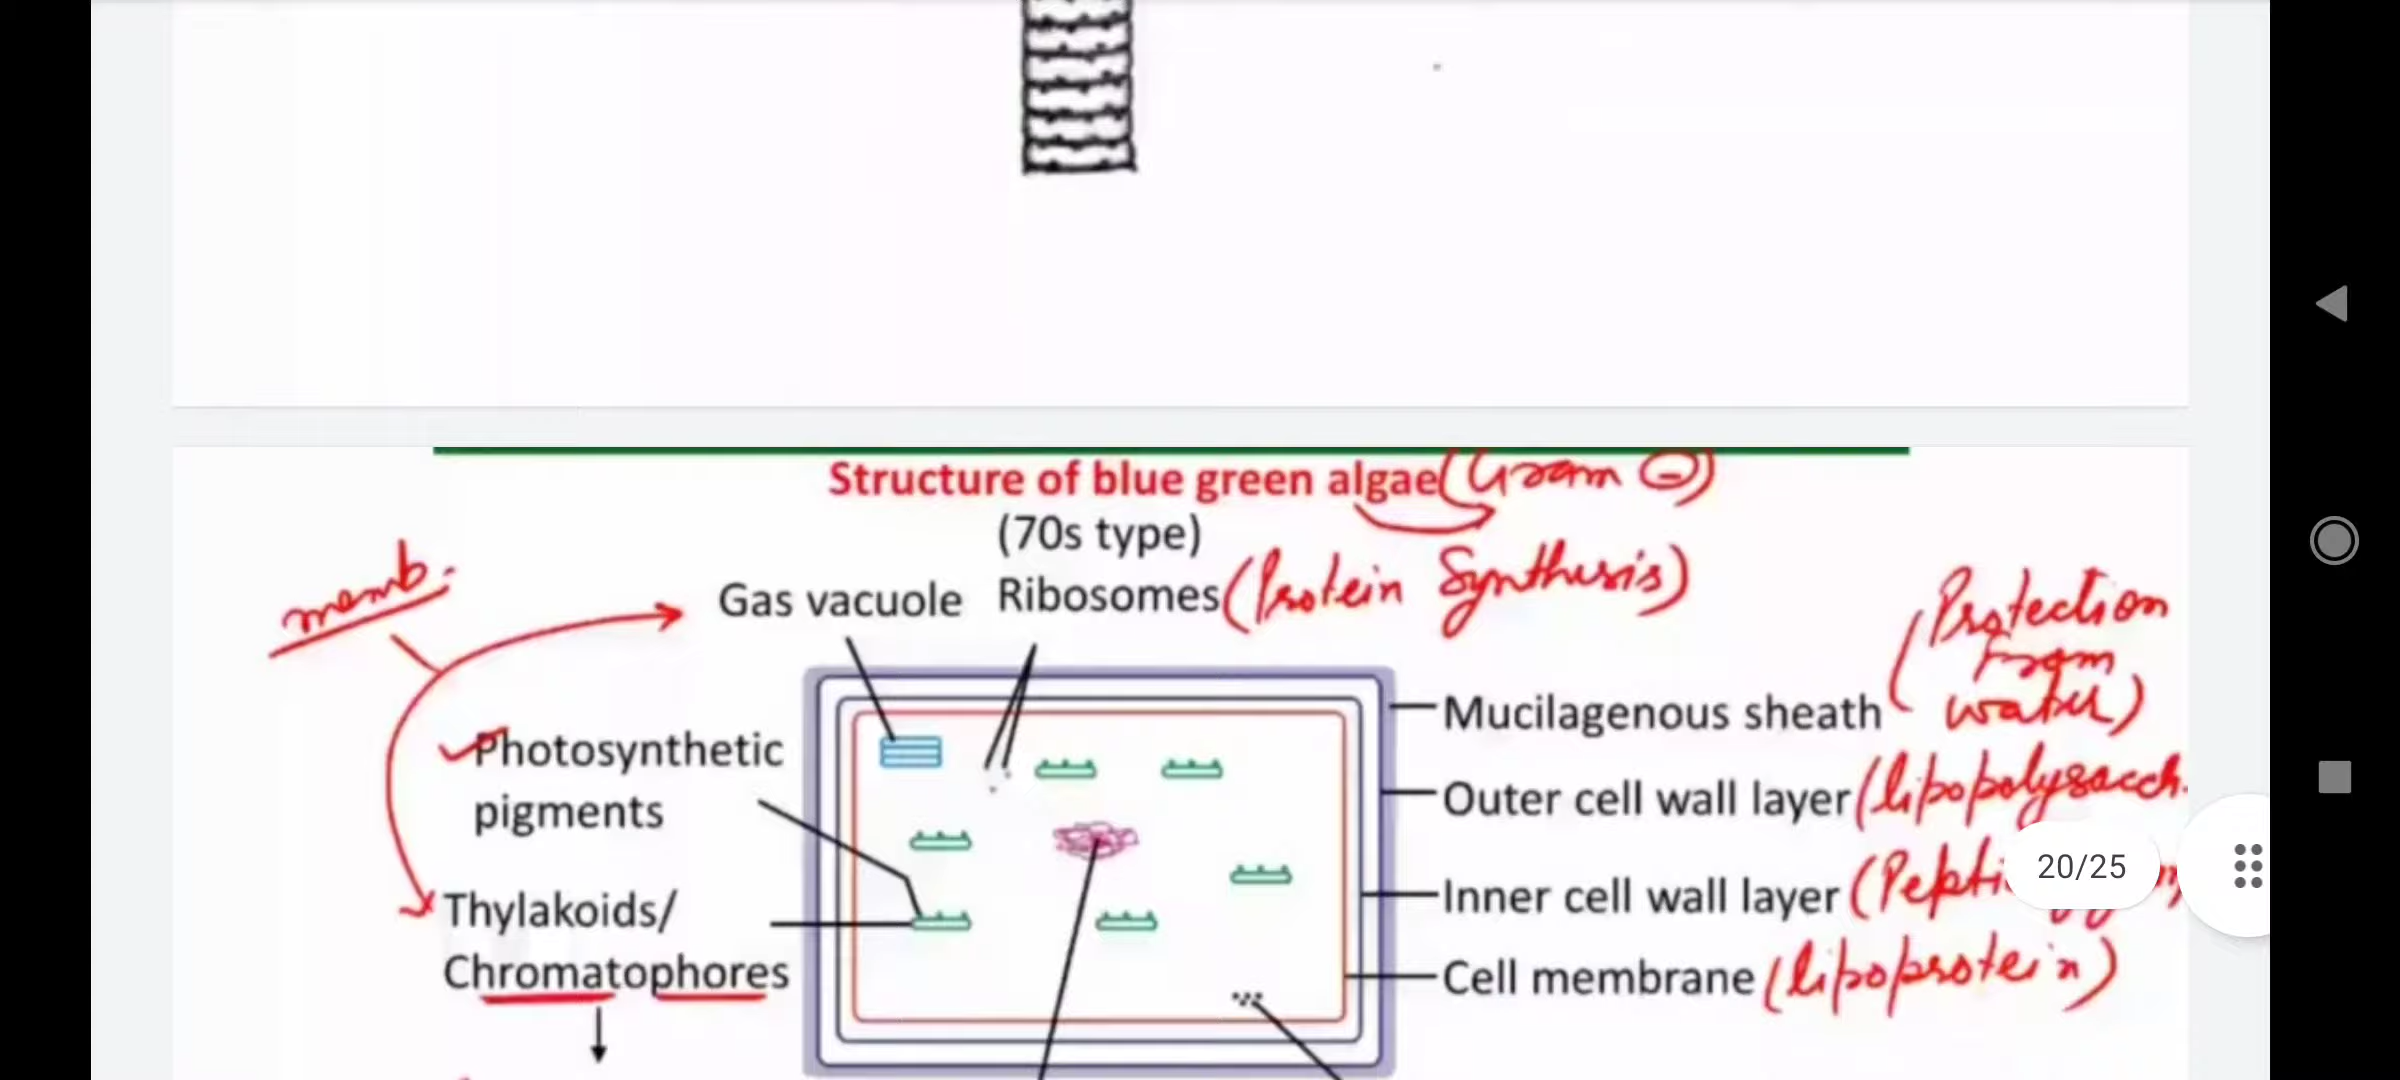 Structure of blue green algae (Gram -)
(70s type)
memb.
Gas vacuole Ribosomes (Protein Synthesis)
(Protection
from
water)
Mucilagenous sheath
Photosynthetic
pigments
Outer cell wall layer (lipopolysacch.
20/25
Inner cell wall layer
Thylakoids/
Chromatophores
Cell membrane (lipoprotein)